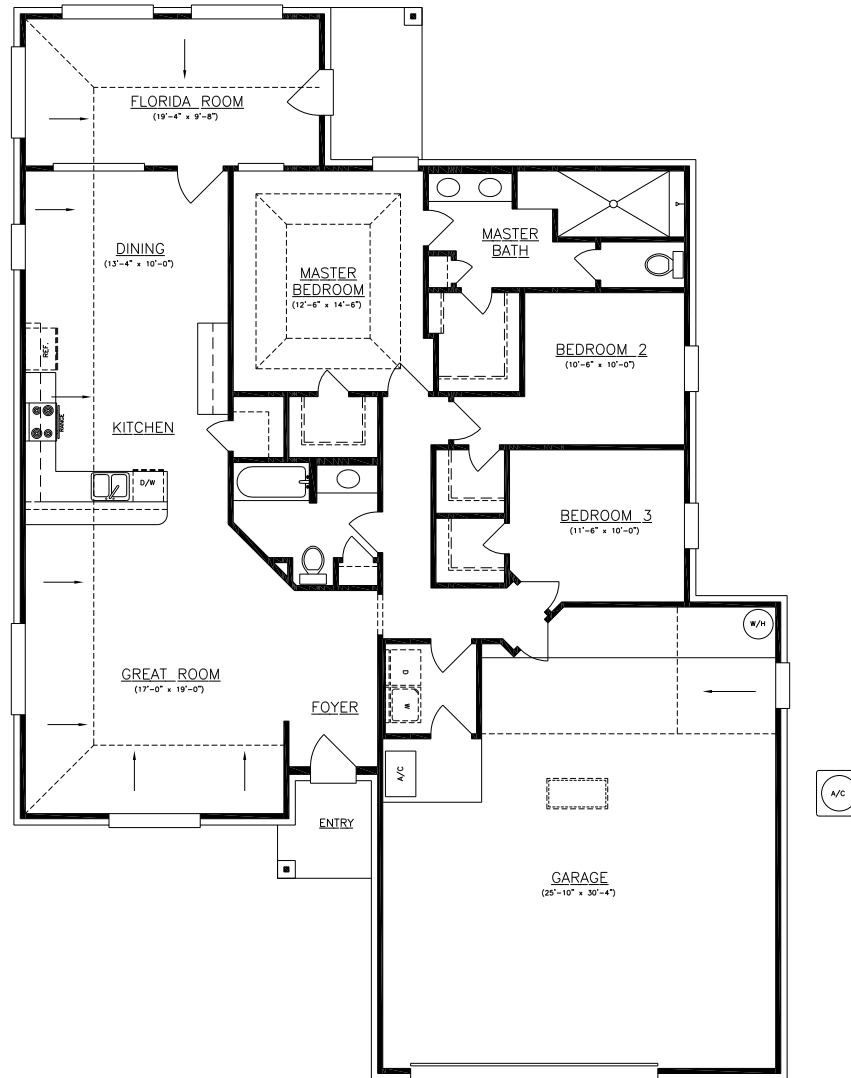 FLORIDA ROOM
(19'-4" x 9'-8")
DINING
(13'-4" x 10'-0")
MASTER
BEDROOM
(12'-6" x 14'-6")
MASTER
BATH
REF.
RANGE
KITCHEN
D/W
BEDROOM 2
(10'-6" x 10'-0")
BEDROOM 3
(11'-6" x 10'-0")
W/H
GREAT ROOM
(17'-0" x 19'-0")
FOYER
D
W
A/C
ENTRY
A/C
GARAGE
(25'-10" x 30'-4")